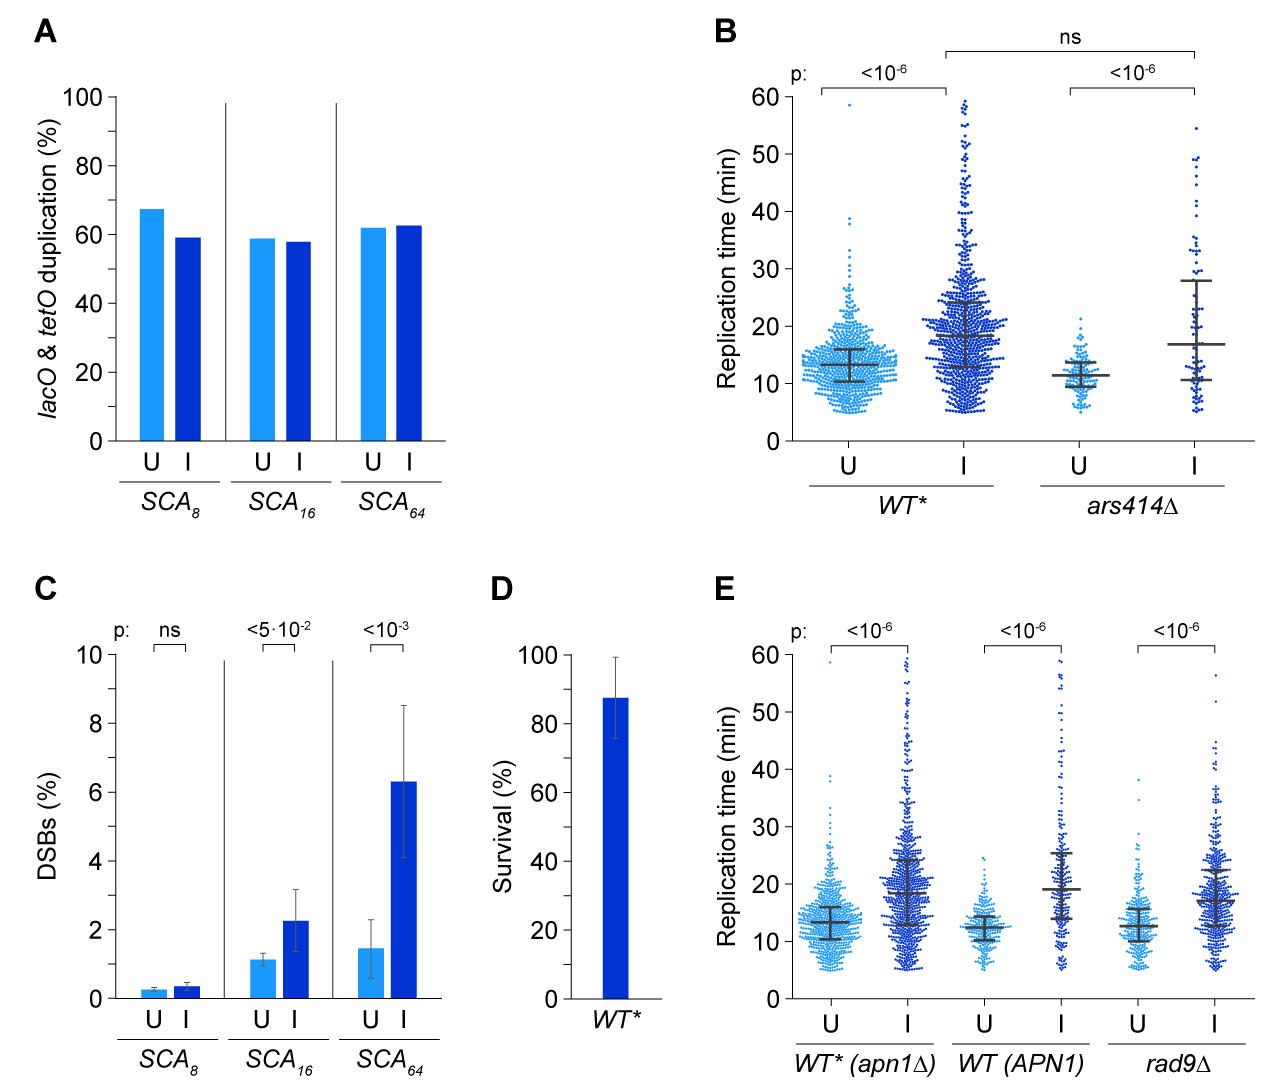 A
lacO & tetO duplication (%)
100
80
60
40
20
0
U I U I U I
SCA8 SCA16 SCA64
B
ns
p: <10-6 <10-6
Replication time (min)
60
50
40
30
20
10
0
U I U I
WT* ars414Δ
C
p: ns <5·10-2 <10-3
DSBs (%)
10
8
6
4
2
0
U I U I U I
SCA8 SCA16 SCA64
D
Survival (%)
100
80
60
40
20
0
WT*
E
p: <10-6 <10-6 <10-6
Replication time (min)
60
50
40
30
20
10
0
U I U I U I
WT* (apn1Δ) WT (APN1) rad9Δ